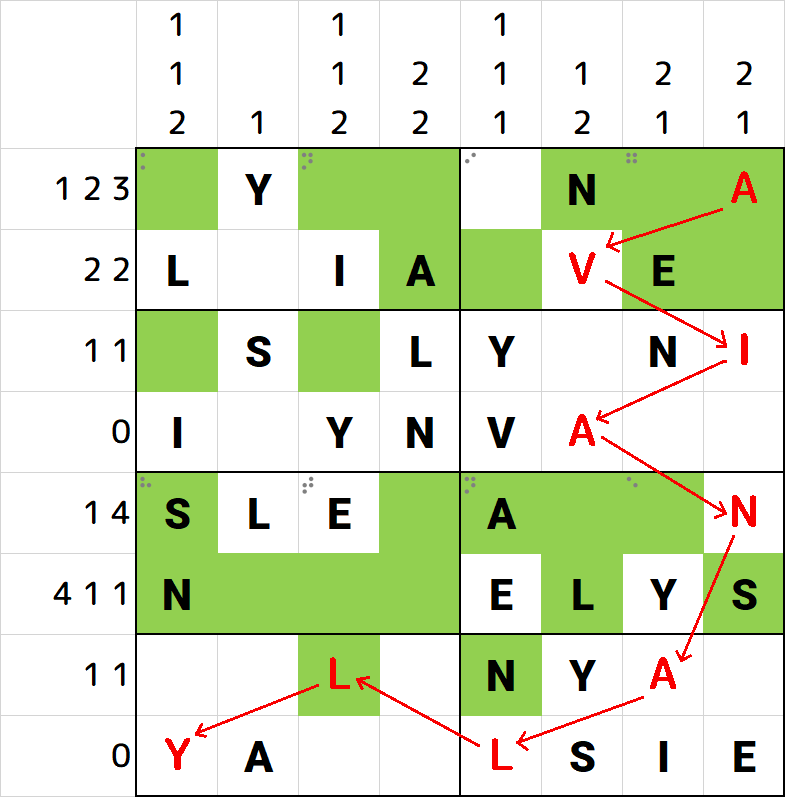 1 1 1 
1 1 2 1 1 2 2
2 1 2 2 1 2 1 1
1 2 3 Y N A
2 2 L I A V E
1 1 S L Y N I
0 I Y N V A
1 4 S L E A N
4 1 1 N E L Y S
1 1 L N Y A
0 Y A L S I E